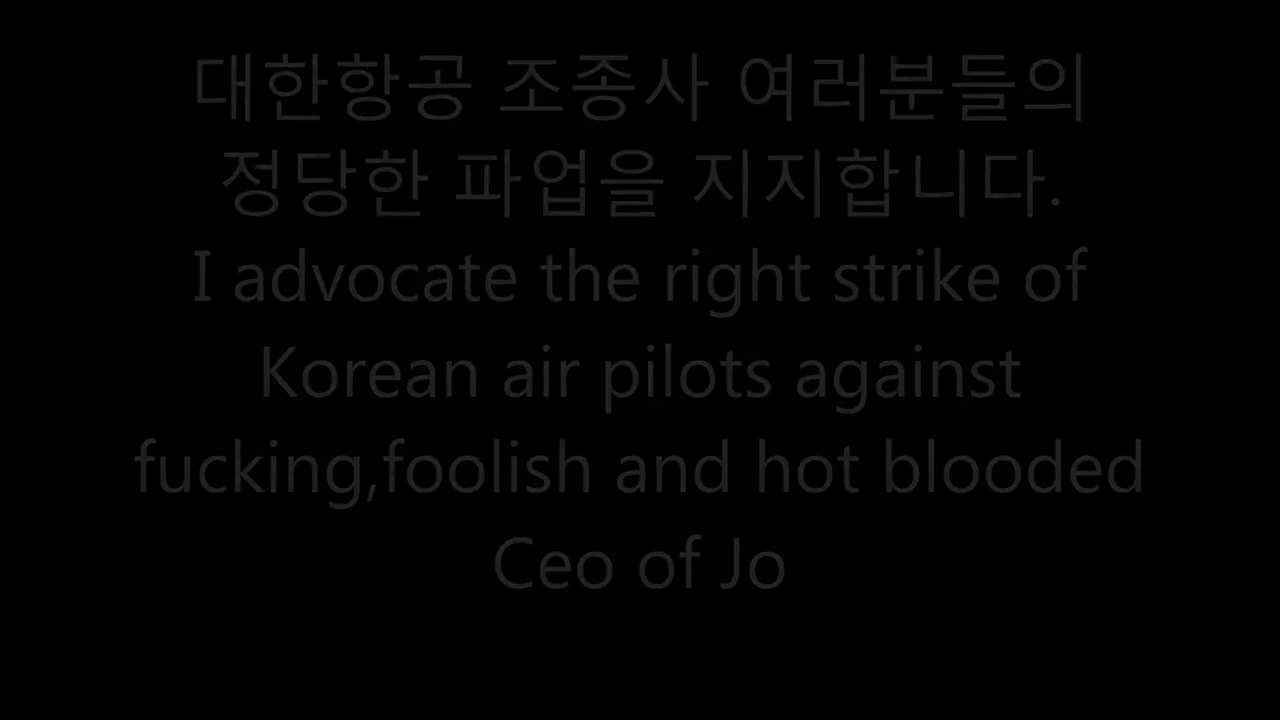 대한항공 조종사 여러분들의
정당한 파업을 지지합니다.
I advocate the right strike of
Korean air pilots against
fucking,foolish and hot blooded
Ceo of Jo